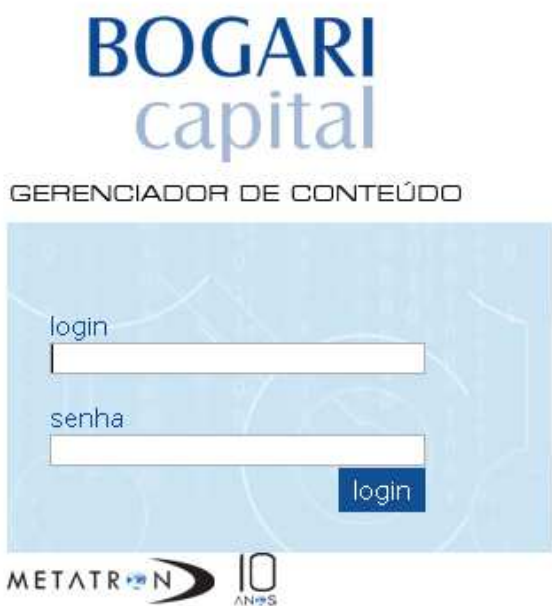 BOGARI
capital
GERENCIADOR DE CONTEÚDO
login
senha
login
METATRON 10
ANOS